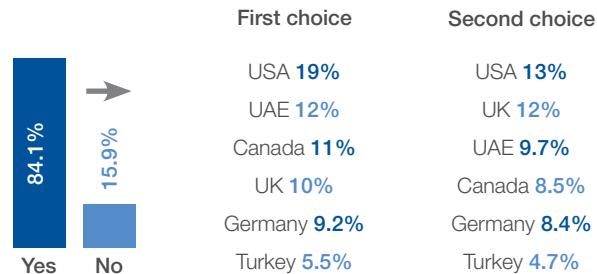 First choice
Second choice
USA 19%
USA 13%
UAE 12%
UK 12%
Canada 11%
UAE 9.7%
UK 10%
Canada 8.5%
Germany 9.2%
Germany 8.4%
Turkey 5.5%
Turkey 4.7%
84.1%
15.9%
Yes
No